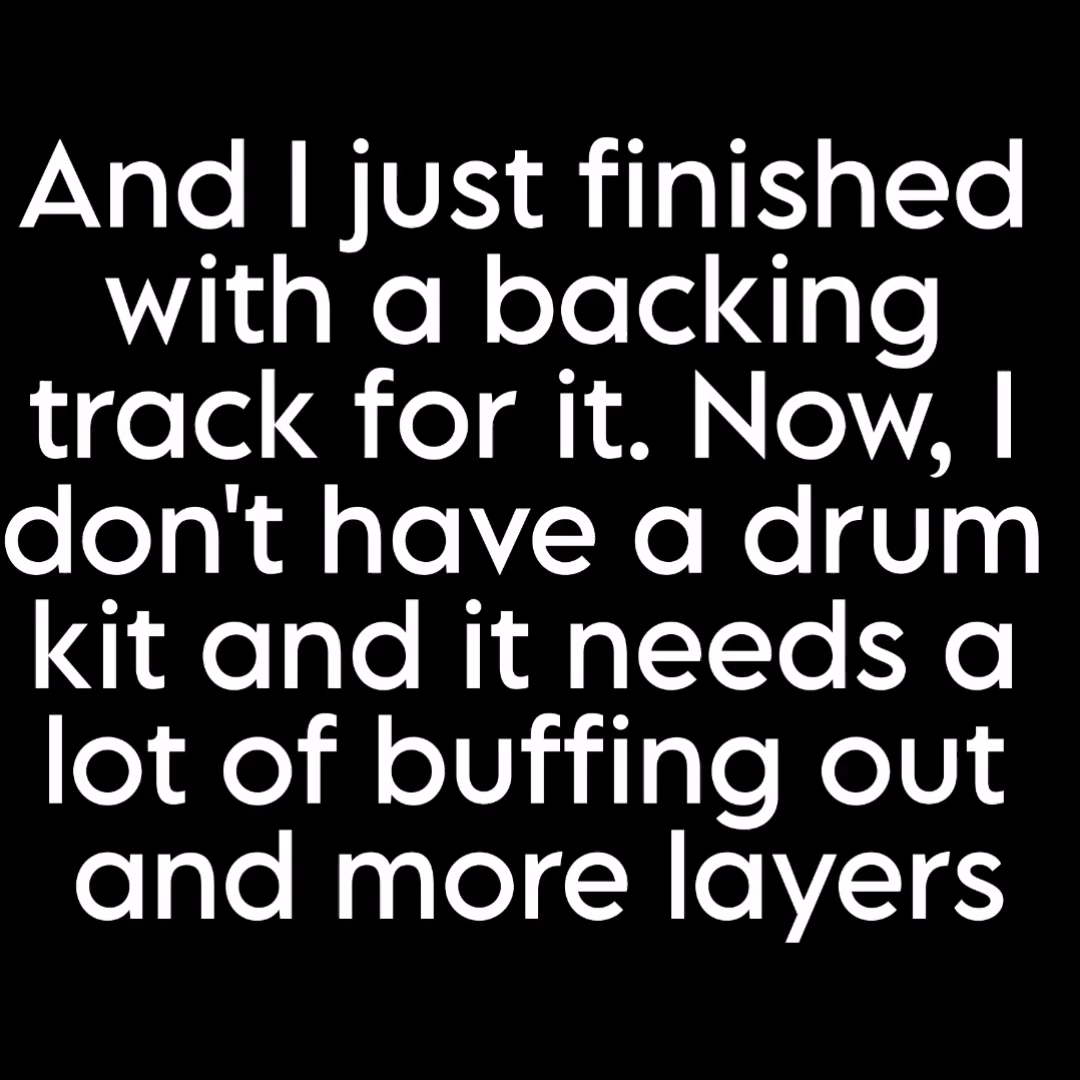 And I just finished
with a backing
track for it. Now, I
don't have a drum
kit and it needs a
lot of buffing out
and more layers